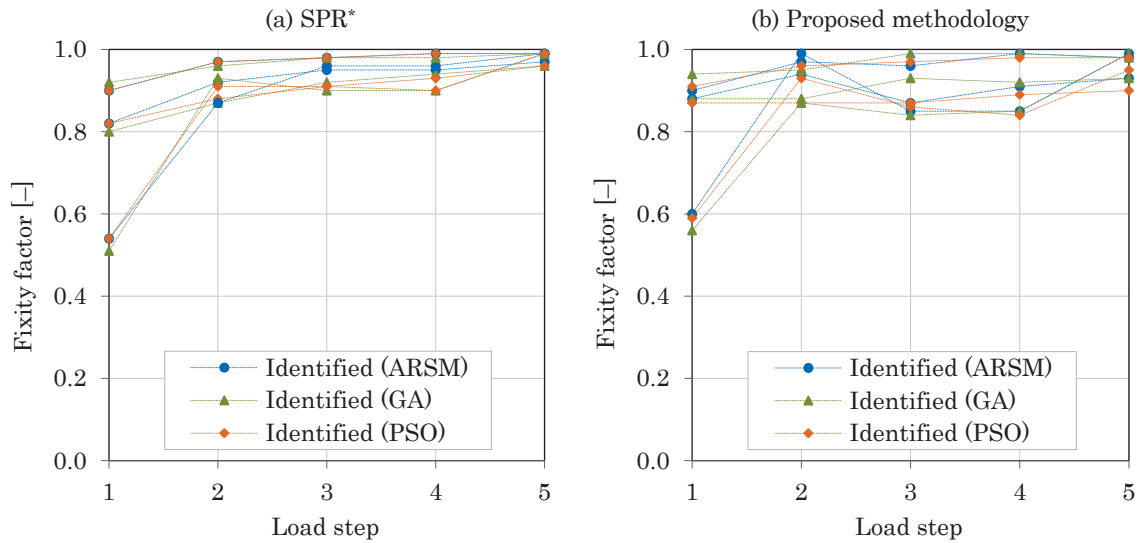 (a) SPR*
1.0
0.8
0.6
0.4
0.2
0.0
Fixity factor [–]
Identified (ARSM)
Identified (GA)
Identified (PSO)
1 2 3 4 5
Load step
(b) Proposed methodology
1.0
0.8
0.6
0.4
0.2
0.0
Fixity factor [–]
Identified (ARSM)
Identified (GA)
Identified (PSO)
1 2 3 4 5
Load step